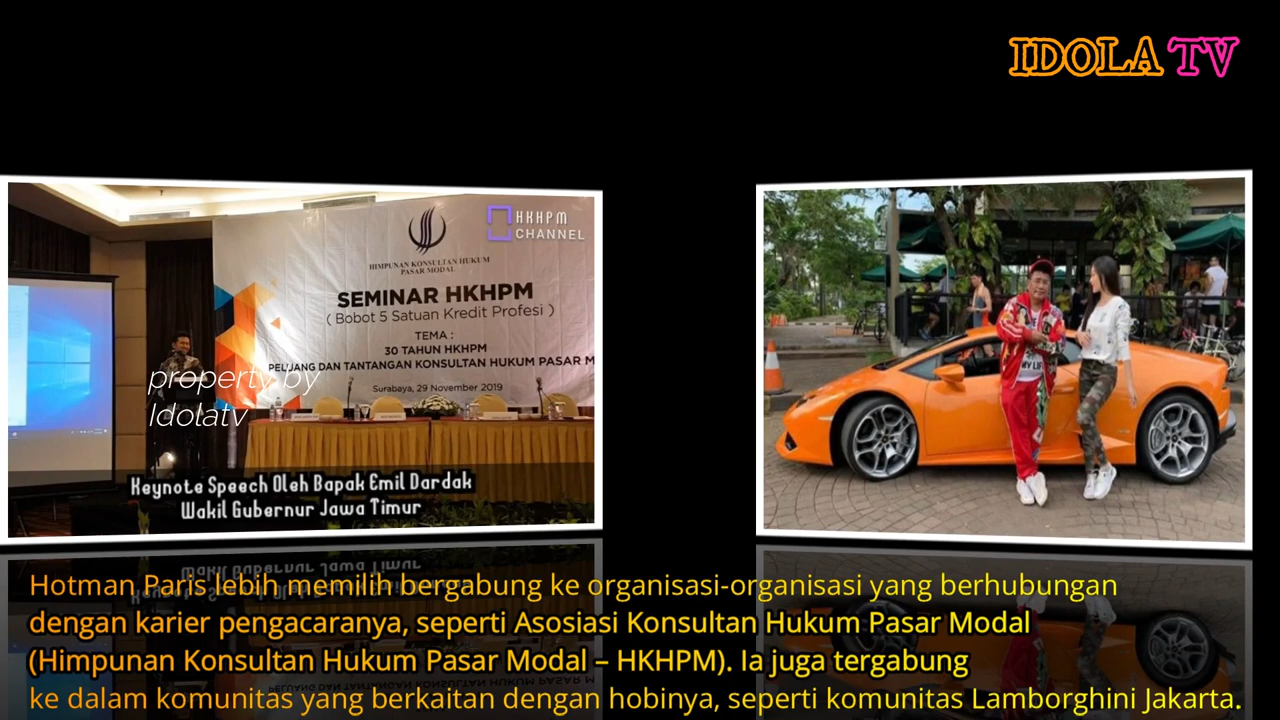 IDOLA TV
HKHPM
CHANNEL
HIMPUNAN KONSULTAN HUKUM
PASAR MODAL
SEMINAR HKHPM
( Bobot 5 Satuan Kredit Profesi )
TEMA :
30 TAHUN HKHPM
PELUANG DAN TANTANGAN KONSULTAN HUKUM PASAR M
Surabaya, 29 November 2019
property by
Idolatv
Keynote Speech Oleh Bapak Emil Dardak
Wakil Gubernur Jawa Timur
MY LIF
Hotman Paris lebih memilih bergabung ke organisasi-organisasi yang berhubungan
dengan karier pengacaranya, seperti Asosiasi Konsultan Hukum Pasar Modal
(Himpunan Konsultan Hukum Pasar Modal – HKHPM). Ia juga tergabung
ke dalam komunitas yang berkaitan dengan hobinya, seperti komunitas Lamborghini Jakarta.